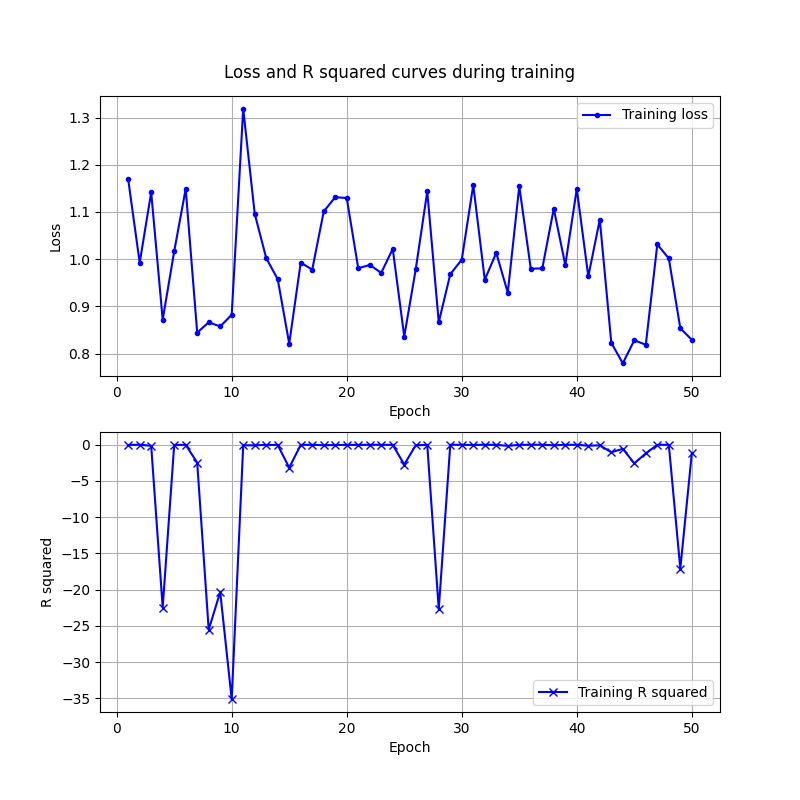 Loss and R squared curves during training
Training loss
Loss
1.3
1.2
1.1
1.0
0.9
0.8
0 10 20 30 40 50
Epoch
R squared
0
−5
−10
−15
−20
−25
−30
−35
Training R squared
0 10 20 30 40 50
Epoch